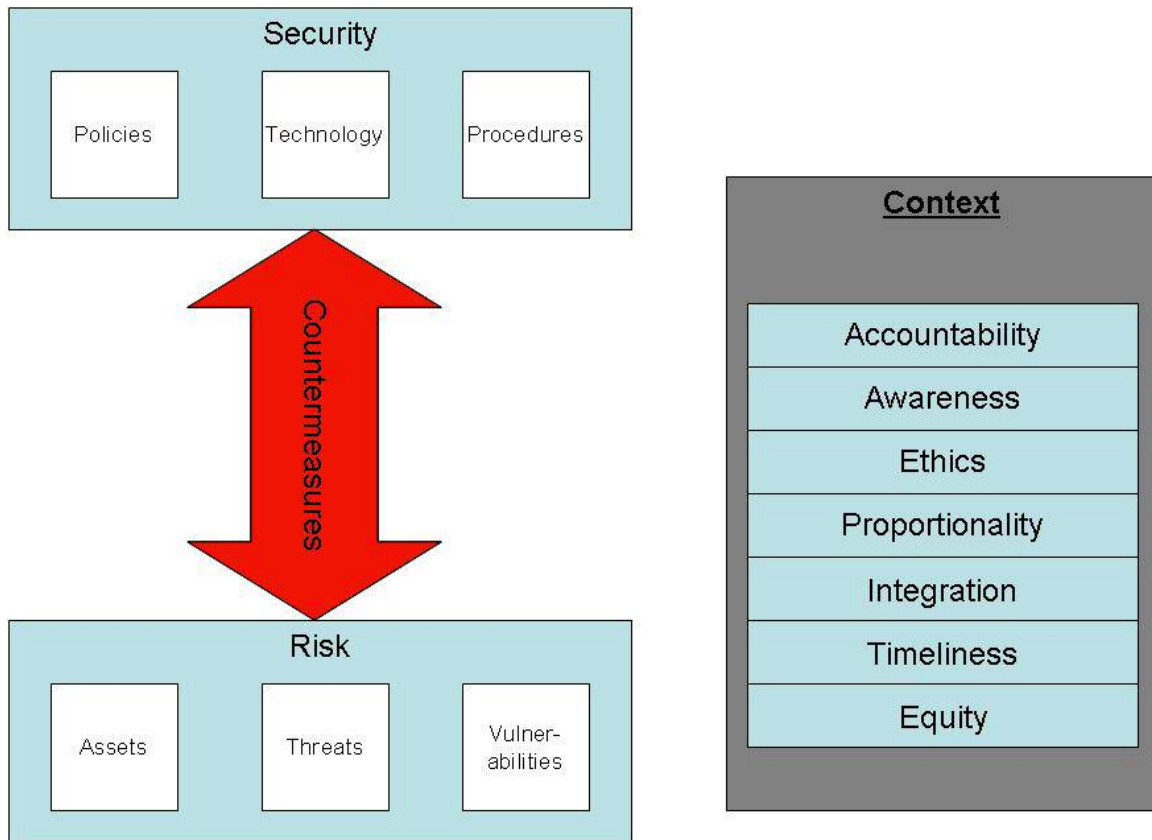 Security
Policies
Technology
Procedures
Countermeasures
Risk
Assets
Threats
Vulner-
abilities
Context
Accountability
Awareness
Ethics
Proportionality
Integration
Timeliness
Equity